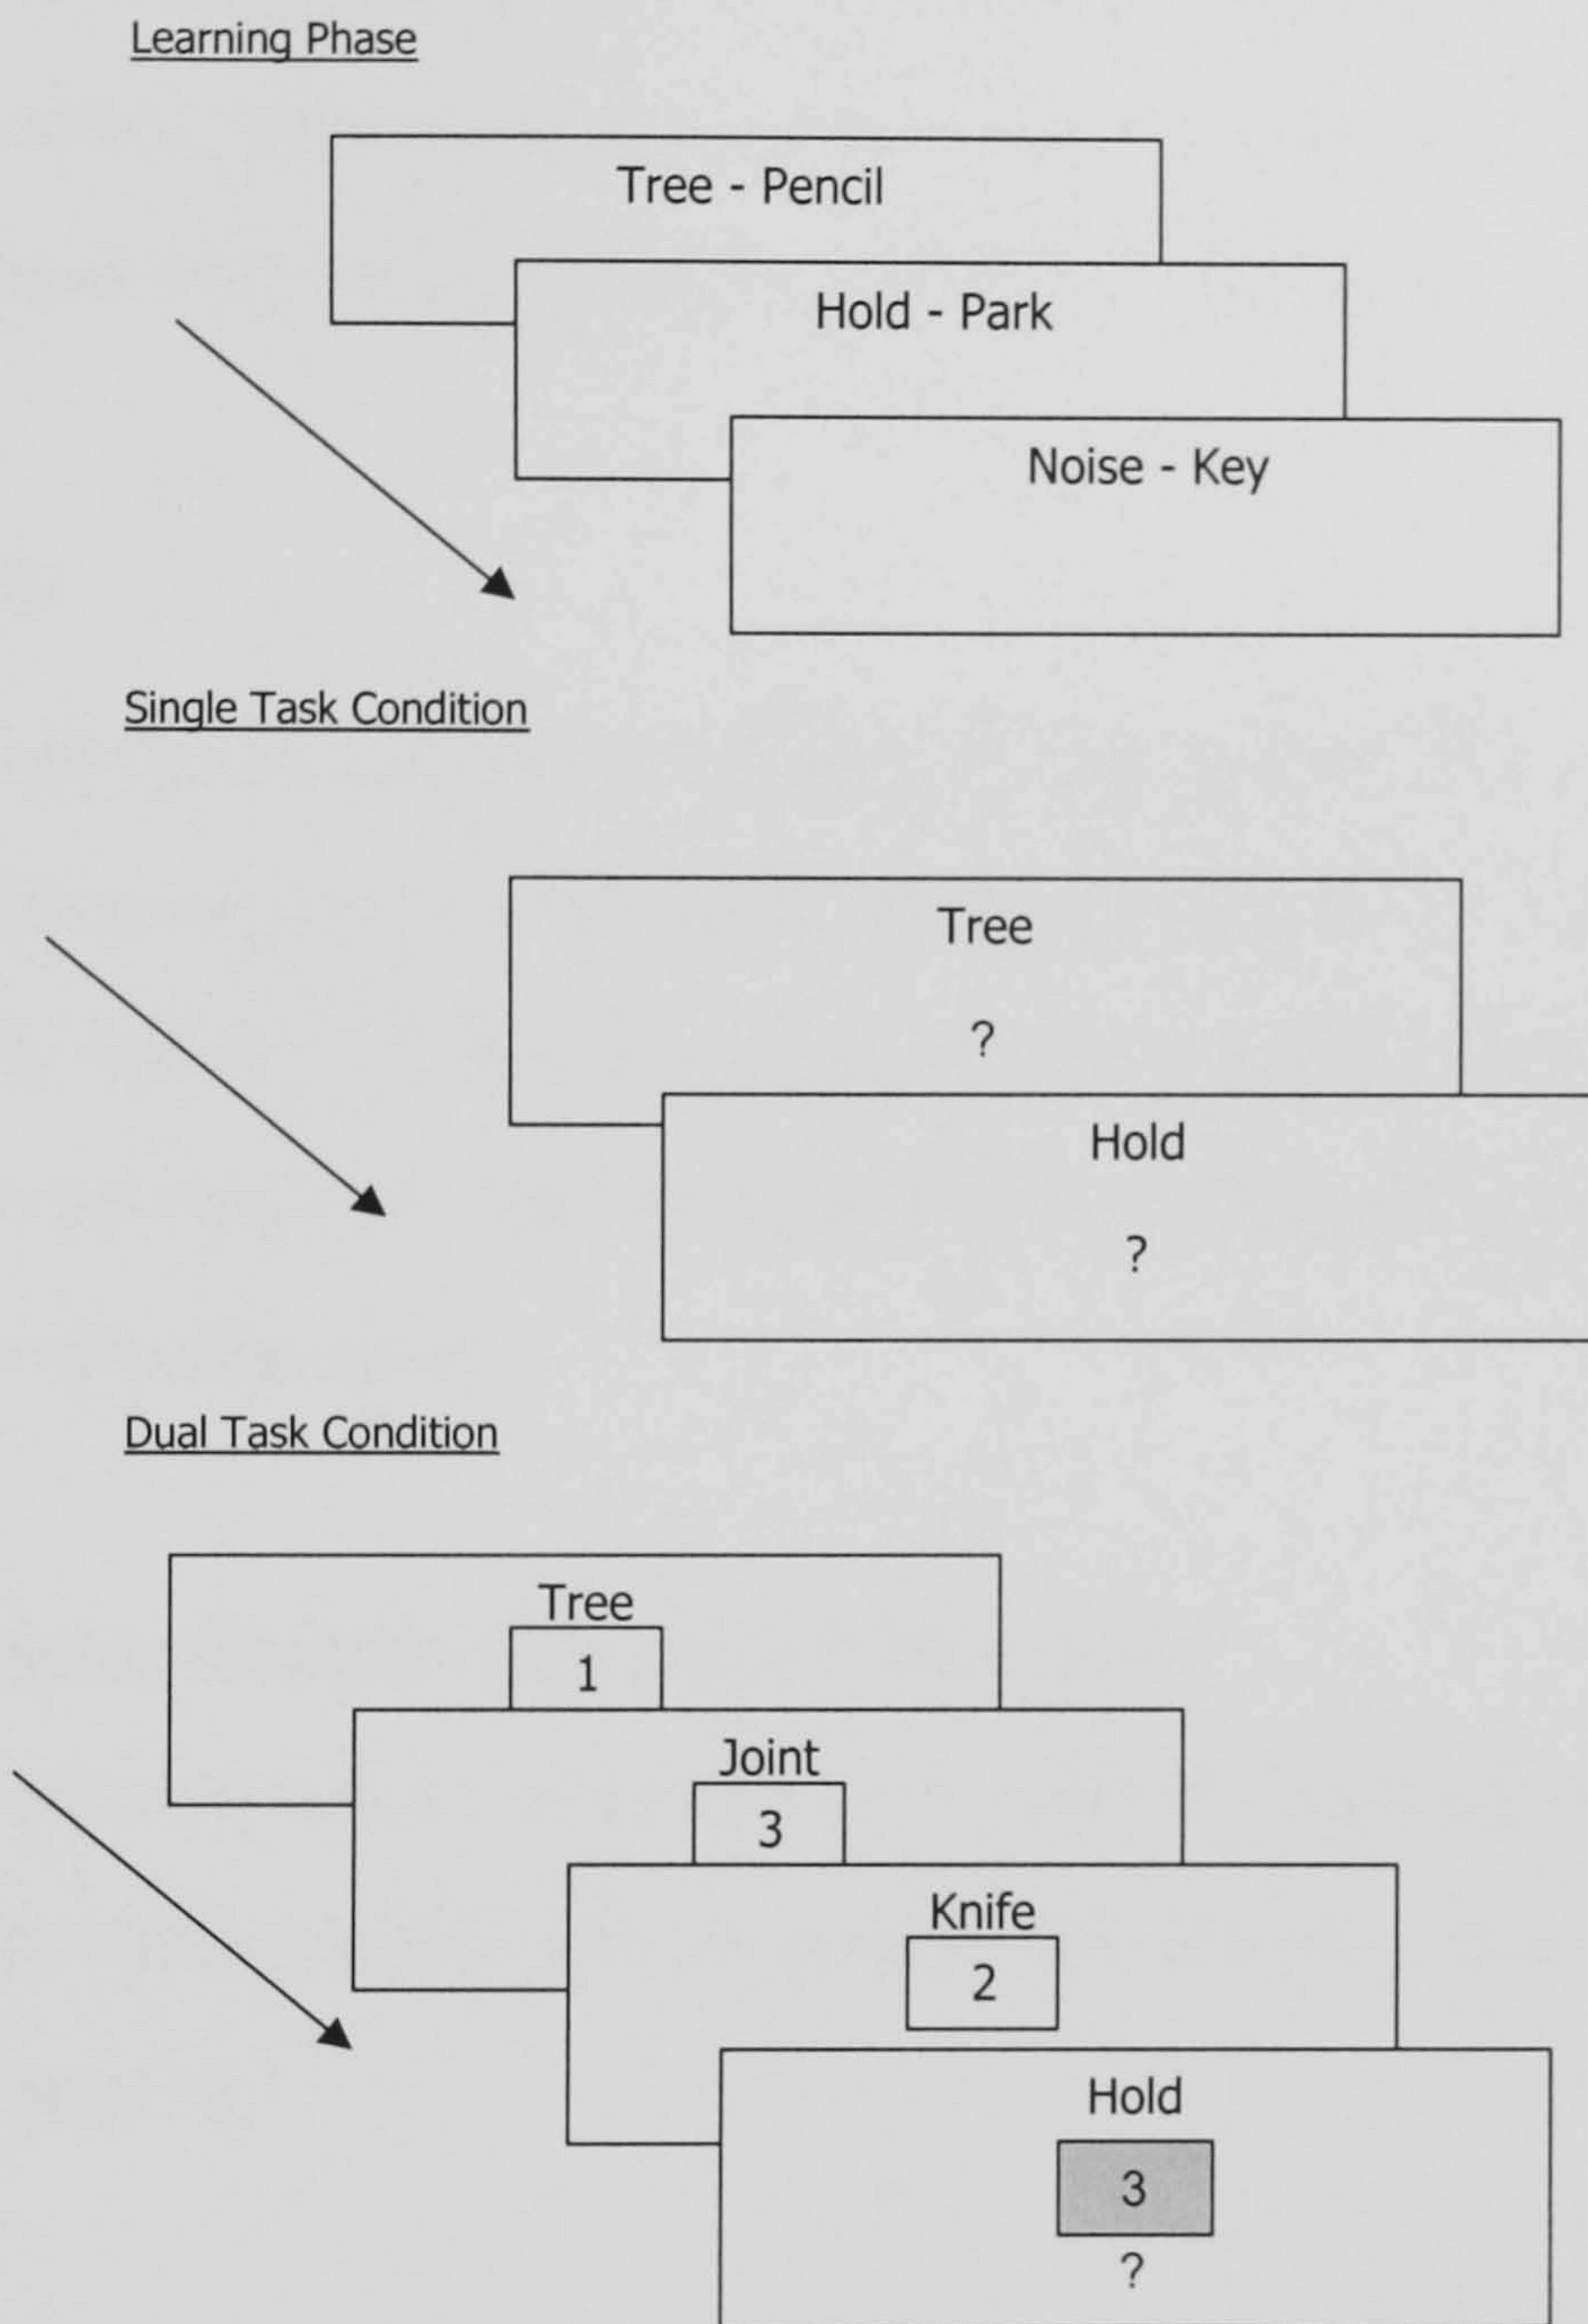 Learning Phase
Tree - Pencil
Hold - Park
Noise - Key
Single Task Condition
Tree
?
Hold
?
Dual Task Condition
Tree
1
Joint
3
Knife
2
Hold
3
?